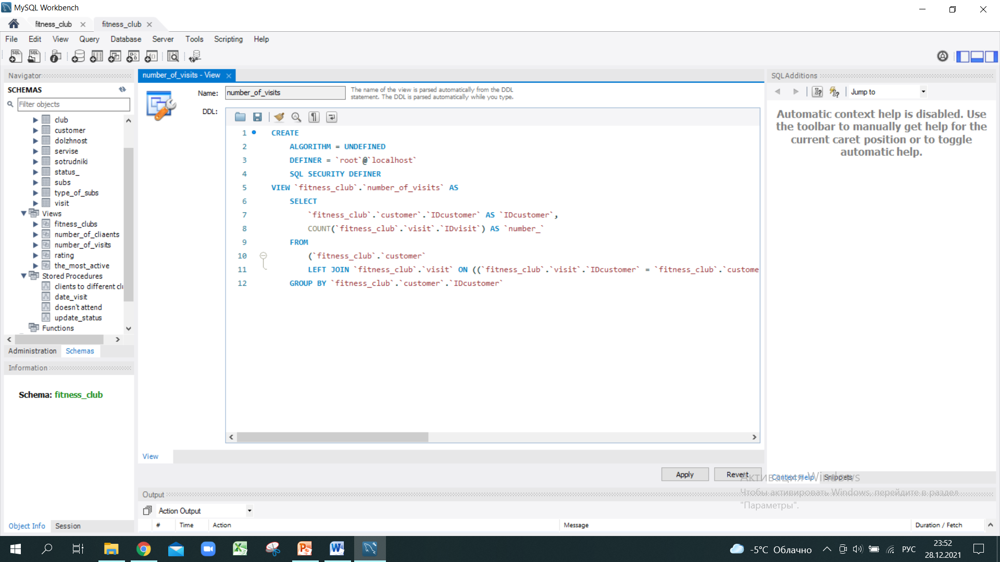 MySQL Workbench
fitness_club
fitness_club
File Edit View Query Database Server Tools Scripting Help
Navigator
SCHEMAS
Filter objects
club
customer
dolzhnost
servise
sotrudniki
status_
subs
type_of_subs
visit
Views
fitness_clubs
number_of_cliaents
number_of_visits
rating
the_most_active
Stored Procedures
clients to different clu
date_visit
doesn't attend
update_status
Functions
Administration Schemas
Information
Schema: fitness_club
Object Info Session
number_of_visits - View
Name: number_of_visits
The name of the view is parsed automatically from the DDL
statement. The DDL is parsed automatically while you type.
DDL:
1 CREATE
2 ALGORITHM = UNDEFINED
3 DEFINER = `root`@`localhost`
4 SQL SECURITY DEFINER
5 VIEW `fitness_club`.`number_of_visits` AS
6 SELECT
7 `fitness_club`.`customer`.`IDcustomer` AS `IDcustomer`,
8 COUNT(`fitness_club`.`visit`.`IDvisit`) AS `number_`
9 FROM
10 (`fitness_club`.`customer`
11 LEFT JOIN `fitness_club`.`visit` ON ((`fitness_club`.`visit`.`IDcustomer` = `fitness_club`.`custome
12 GROUP BY `fitness_club`.`customer`.`IDcustomer`
View
Apply Revert
Output
Action Output
# Time Action Message Duration / Fetch
SQLAdditions
Jump to
Automatic context help is disabled. Use
the toolbar to manually get help for the
current caret position or to toggle
automatic help.
Context Help Snippets
Активация Windows
Чтобы активировать Windows, перейдите в раздел
"Параметры".
-5°C Облачно
РУС
23:52
28.12.2021